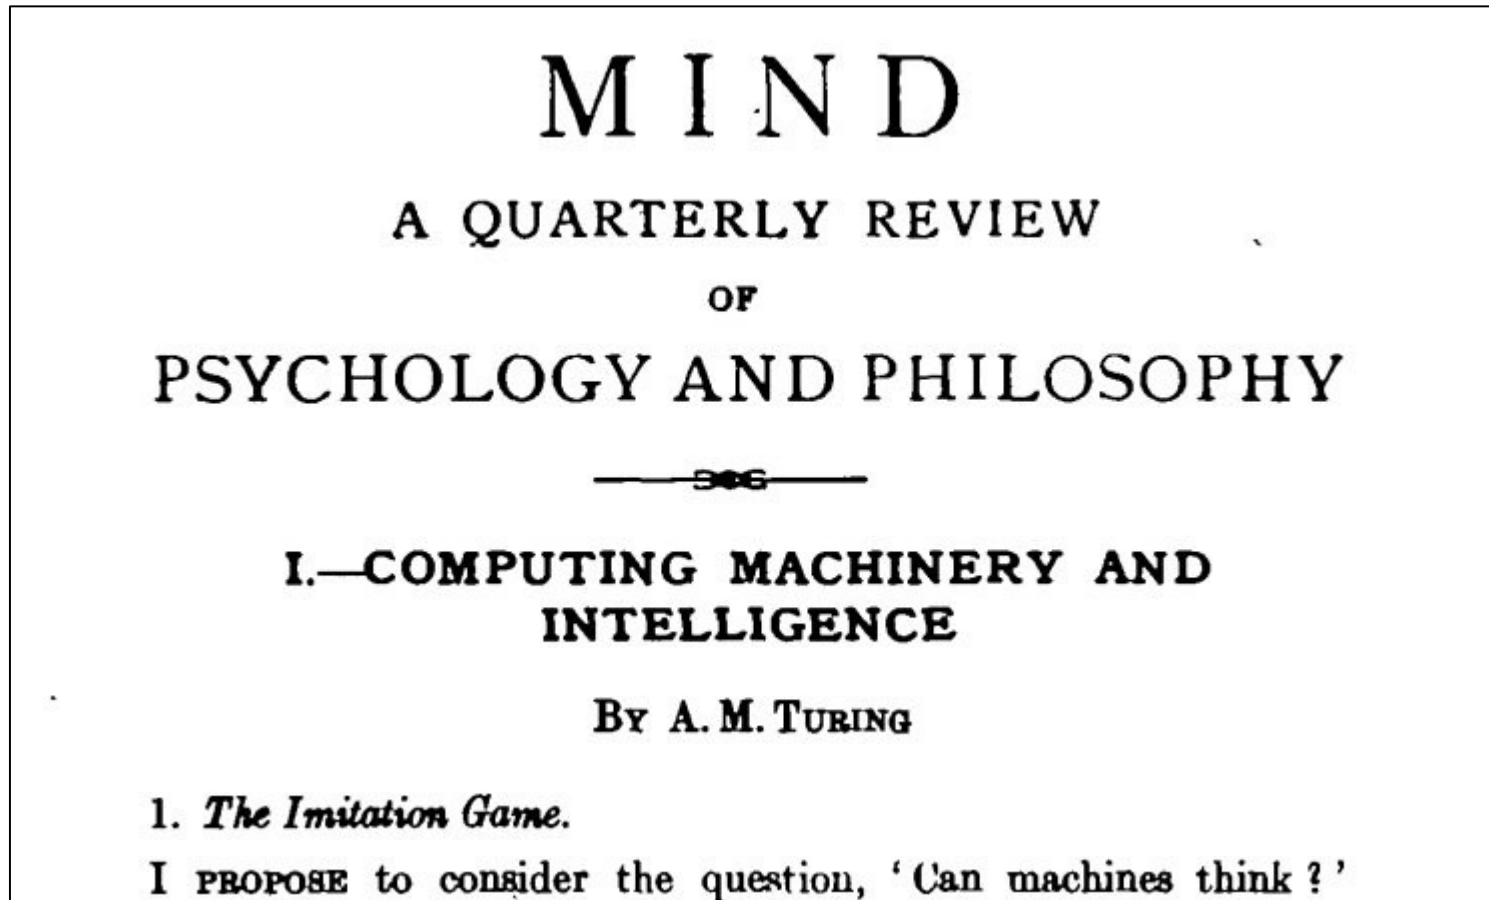 MIND
A QUARTERLY REVIEW
OF
PSYCHOLOGY AND PHILOSOPHY
I.—COMPUTING MACHINERY AND
INTELLIGENCE
BY A. M. TURING
1. The Imitation Game.
I PROPOSE to consider the question, ‘Can machines think?’